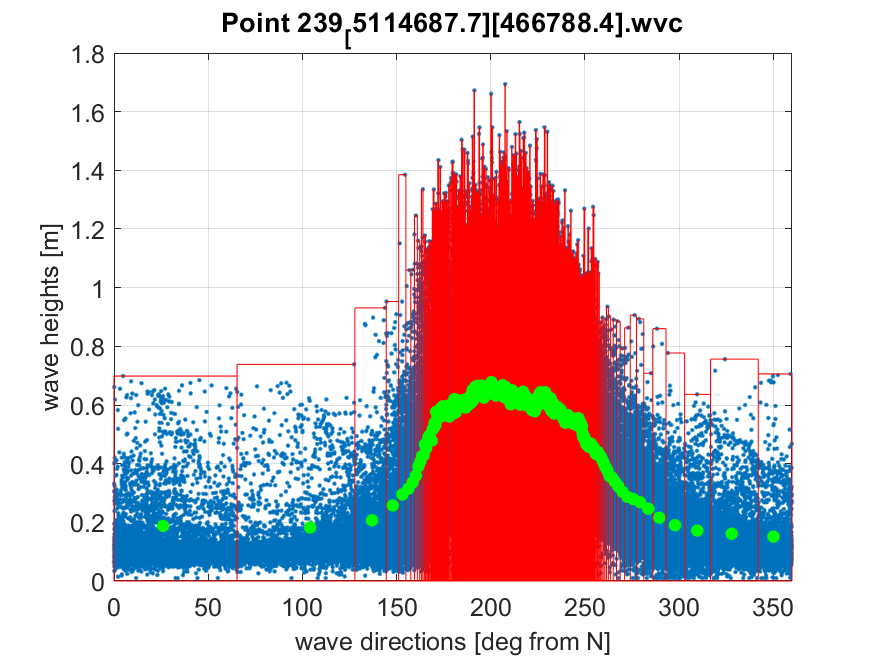 Point 239[5114687.7][466788.4].wvc
1.8
1.6
1.4
1.2
1
0.8
0.6
0.4
0.2
0
wave heights [m]
0 50 100 150 200 250 300 350
wave directions [deg from N]